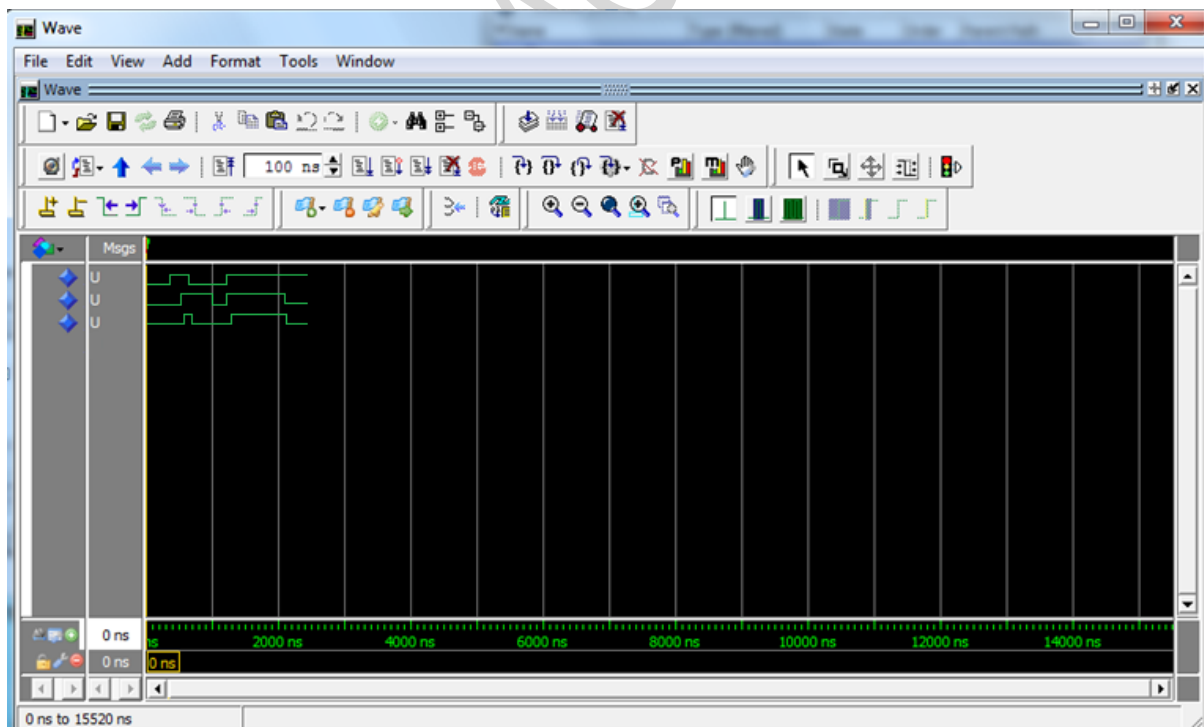 Wave
File Edit View Add Format Tools Window
Wave
100 ns
Msgs
U
U
U
0 ns
ns 2000 ns 4000 ns 6000 ns 8000 ns 10000 ns 12000 ns 14000 ns
0 ns 0 ns
0 ns to 15520 ns